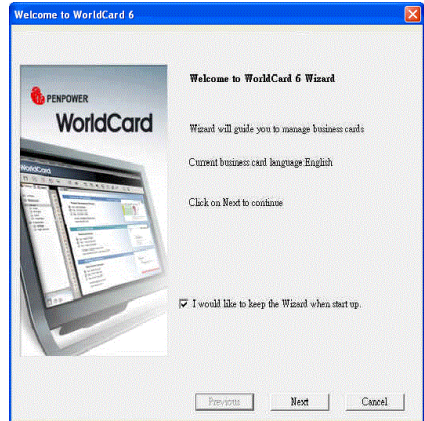 Welcome to WorldCard 6
PENPOWER
WorldCard
WorldCard
Welcome to WorldCard 6 Wizard
Wizard will guide you to manage business cards
Current business card language English
Click on Next to continue
I would like to keep the Wizard when start up.
Previous
Next
Cancel